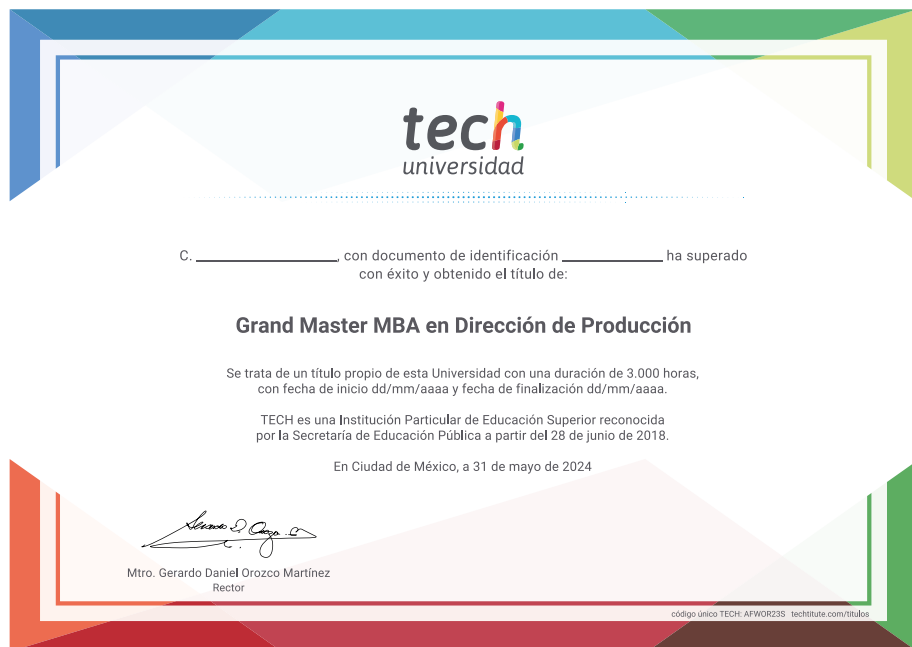 tech
universidad
C. ____________________, con documento de identificación ______________ ha superado
con éxito y obtenido el título de:
Grand Master MBA en Dirección de Producción
Se trata de un título propio de esta Universidad con una duración de 3.000 horas,
con fecha de inicio dd/mm/aaaa y fecha de finalización dd/mm/aaaa.
TECH es una Institución Particular de Educación Superior reconocida
por la Secretaría de Educación Pública a partir del 28 de junio de 2018.
En Ciudad de México, a 31 de mayo de 2024
Mtro. Gerardo Daniel Orozco Martínez
Rector
código único TECH: AFWOR23S techtitute.com/titulos